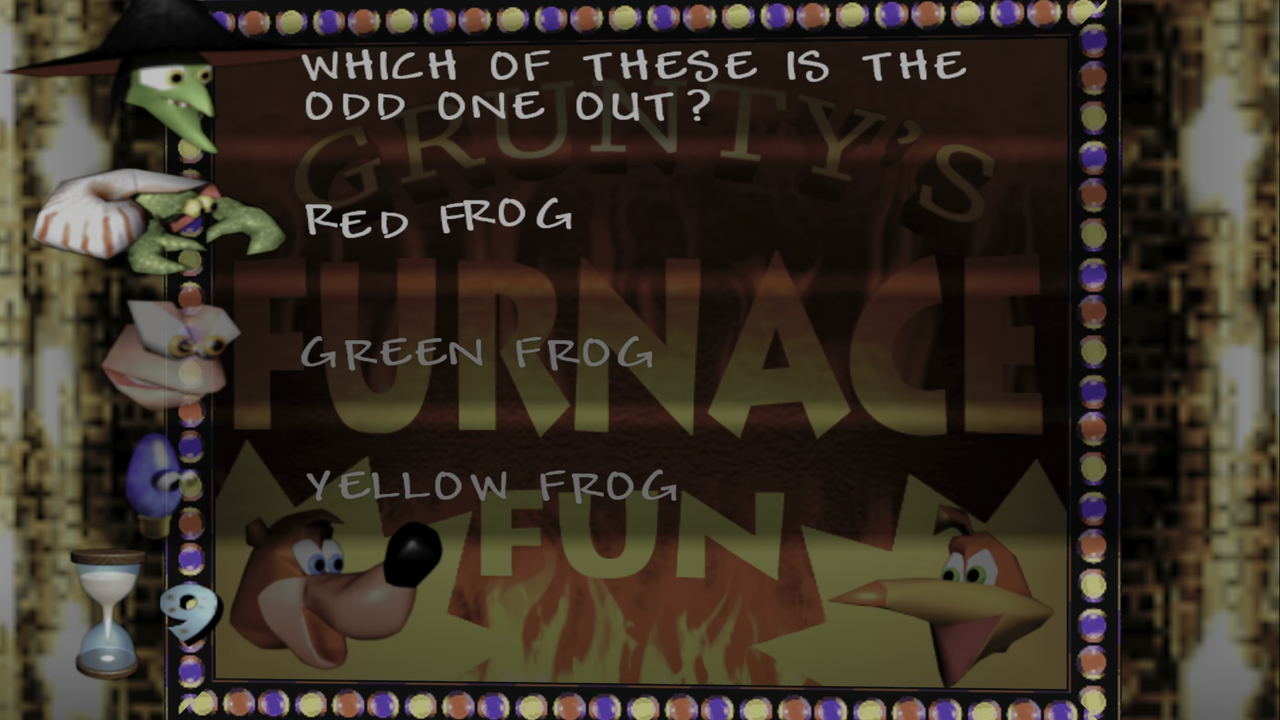 WHICH OF THESE IS THE
ODD ONE OUT?
GRUNTY'S
RED FROG
FURNACE
GREEN FROG
YELLOW FROG
FUN
9